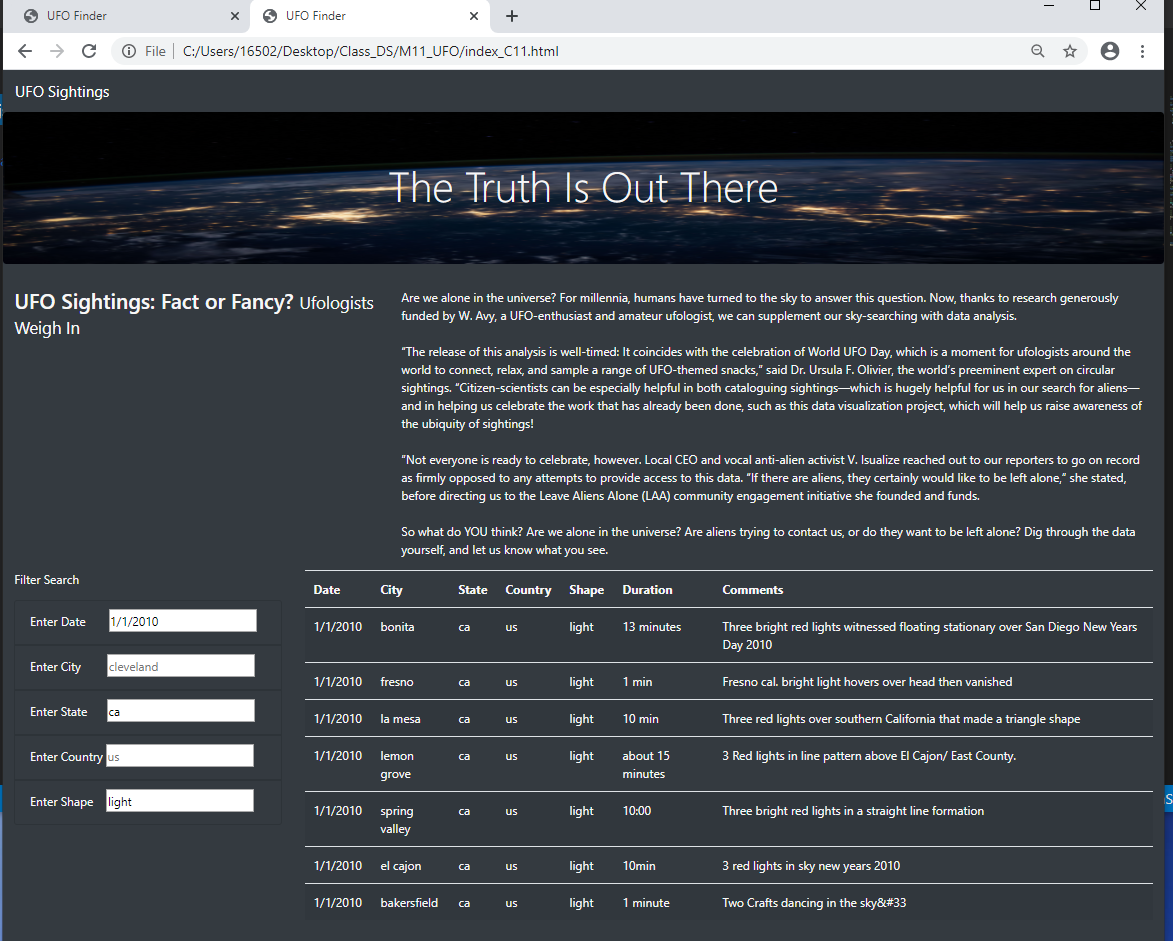 UFO Finder
UFO Finder
File
C:/Users/16502/Desktop/Class_DS/M11_UFO/index_C11.html
UFO Sightings
The Truth Is Out There
UFO Sightings: Fact or Fancy? Ufologists
Weigh In
Are we alone in the universe? For millennia, humans have turned to the sky to answer this question. Now, thanks to research generously
funded by W. Avy, a UFO-enthusiast and amateur ufologist, we can supplement our sky-searching with data analysis.
“The release of this analysis is well-timed: It coincides with the celebration of World UFO Day, which is a moment for ufologists around the
world to connect, relax, and sample a range of UFO-themed snacks,” said Dr. Ursula F. Olivier, the world’s preeminent expert on circular
sightings. “Citizen-scientists can be especially helpful in both cataloguing sightings—which is hugely helpful for us in our search for aliens—
and in helping us celebrate the work that has already been done, such as this data visualization project, which will help us raise awareness of
the ubiquity of sightings!
“Not everyone is ready to celebrate, however. Local CEO and vocal anti-alien activist V. Isualize reached out to our reporters to go on record
as firmly opposed to any attempts to provide access to this data. “If there are aliens, they certainly would like to be left alone,” she stated,
before directing us to the Leave Aliens Alone (LAA) community engagement initiative she founded and funds.
So what do YOU think? Are we alone in the universe? Are aliens trying to contact us, or do they want to be left alone? Dig through the data
yourself, and let us know what you see.
Filter Search
Enter Date 1/1/2010
Enter City cleveland
Enter State ca
Enter Country us
Enter Shape light
Date City State Country Shape Duration Comments
1/1/2010 bonita ca us light 13 minutes Three bright red lights witnessed floating stationary over San Diego New Years
Day 2010
1/1/2010 fresno ca us light 1 min Fresno cal. bright light hovers over head then vanished
1/1/2010 la mesa ca us light 10 min Three red lights over southern California that made a triangle shape
1/1/2010 lemon ca us light about 15 3 Red lights in line pattern above El Cajon/ East County.
grove minutes
1/1/2010 spring ca us light 10:00 Three bright red lights in a straight line formation
valley
1/1/2010 el cajon ca us light 10min 3 red lights in sky new years 2010
1/1/2010 bakersfield ca us light 1 minute Two Crafts dancing in the sky&#33